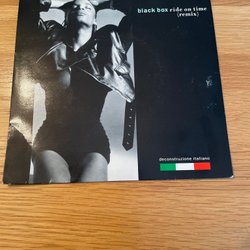 black box ride on time
(remix)
deconstruzione italiano